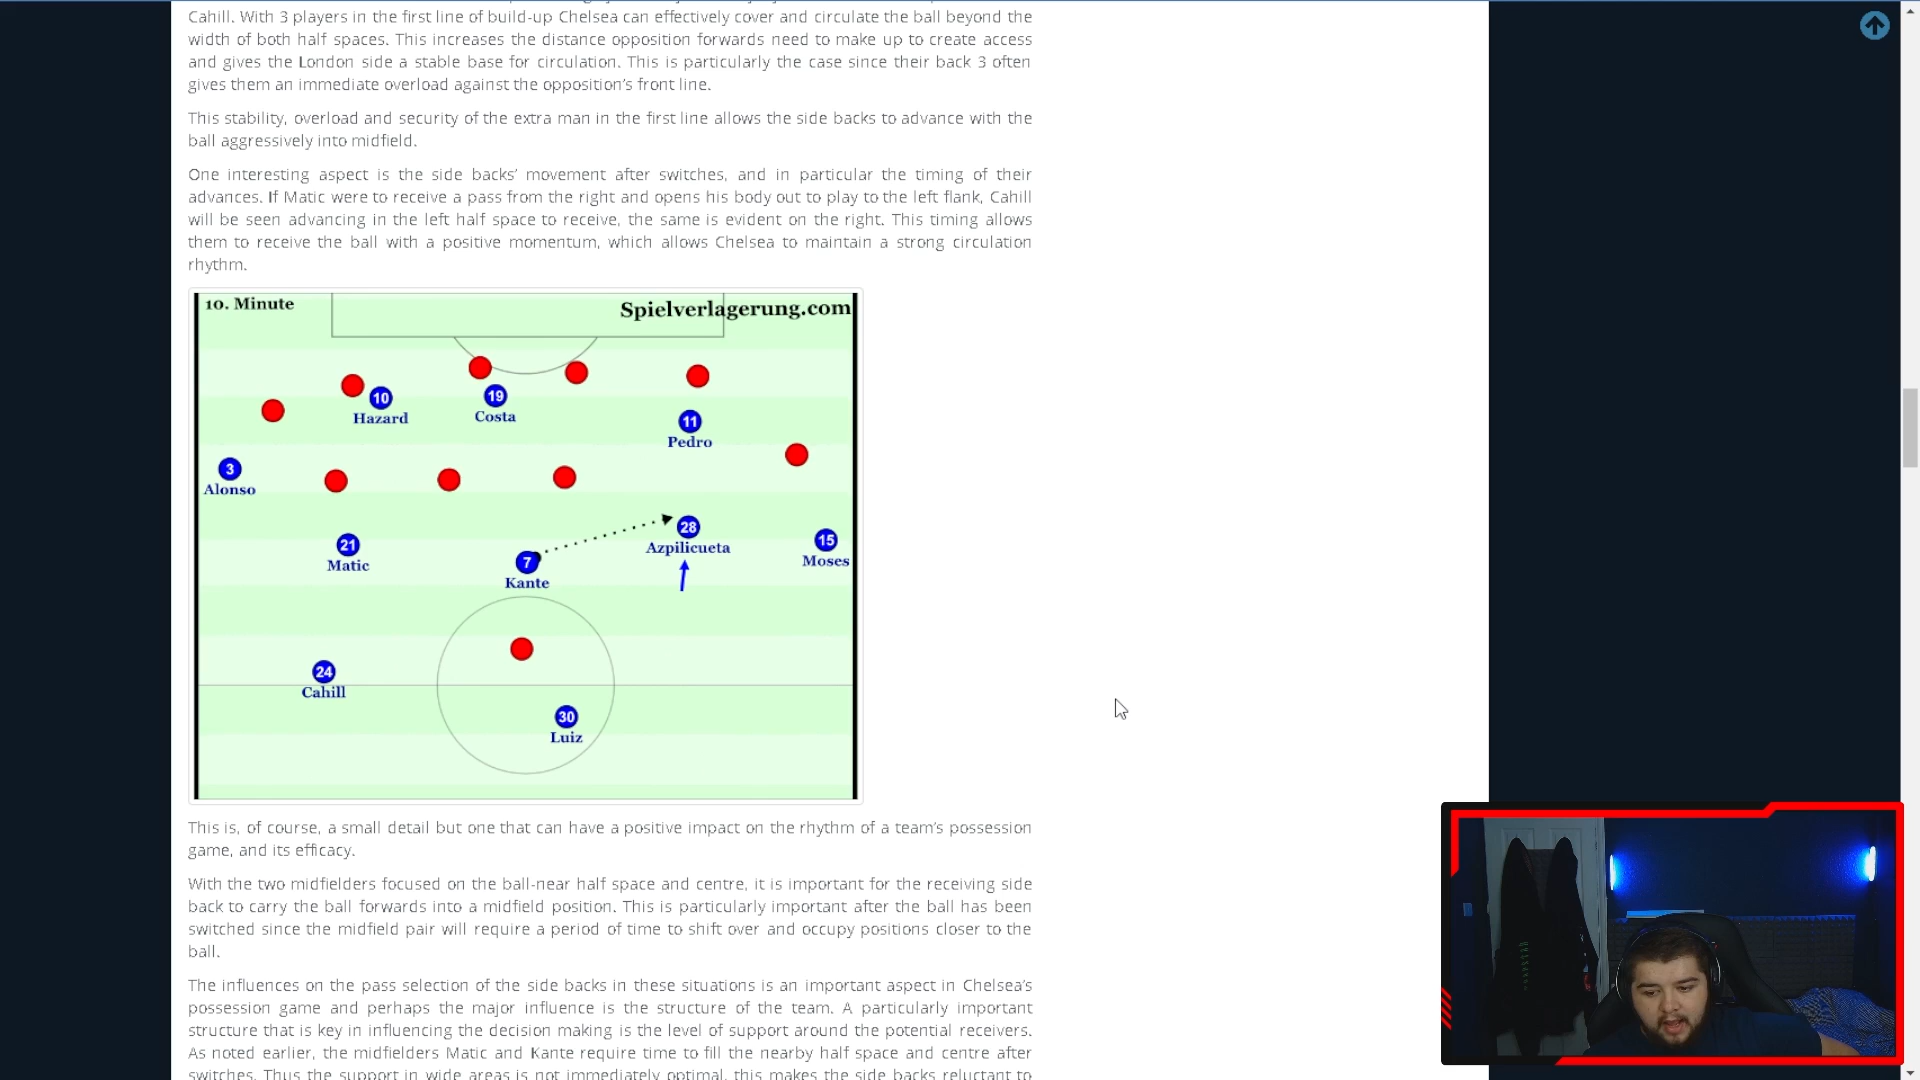 Cahill. With 3 players in the first line of build-up Chelsea can effectively cover and circulate the ball beyond the
width of both half spaces. This increases the distance opposition forwards need to make up to create access
and gives the London side a stable base for circulation. This is particularly the case since their back 3 often
gives them an immediate overload against the opposition's front line.
This stability, overload and security of the extra man in the first line allows the side backs to advance with the
ball aggressively into midfield.
One interesting aspect is the side backs' movement after switches, and in particular the timing of their
advances. If Matic were to receive a pass from the right and opens his body out to play to the left flank, Cahill
will be seen advancing in the left half space to receive, the same is evident on the right. This timing allows
them to receive the ball with a positive momentum, which allows Chelsea to maintain a strong circulation
rhythm.
10. Minute
Spielverlagerung.com
10
Hazard
19
Costa
11
Pedro
3
Alonso
28
Azpilicueta
21
Matic
7
Kante
15
Moses
24
Cahill
30
Luiz
This is, of course, a small detail but one that can have a positive impact on the rhythm of a team's possession
game, and its efficacy.
With the two midfielders focused on the ball-near half space and centre, it is important for the receiving side
back to carry the ball forwards into a midfield position. This is particularly important after the ball has been
switched since the midfield pair will require a period of time to shift over and occupy positions closer to the
ball.
The influences on the pass selection of the side backs in these situations is an important aspect in Chelsea's
possession game and perhaps the major influence is the structure of the team. A particularly important
structure that is key in influencing the decision making is the level of support around the potential receivers.
As noted earlier, the midfielders Matic and Kante require time to fill the nearby half space and centre after
switches. Thus the support in wide areas is not immediately optimal, this makes the side backs reluctant to